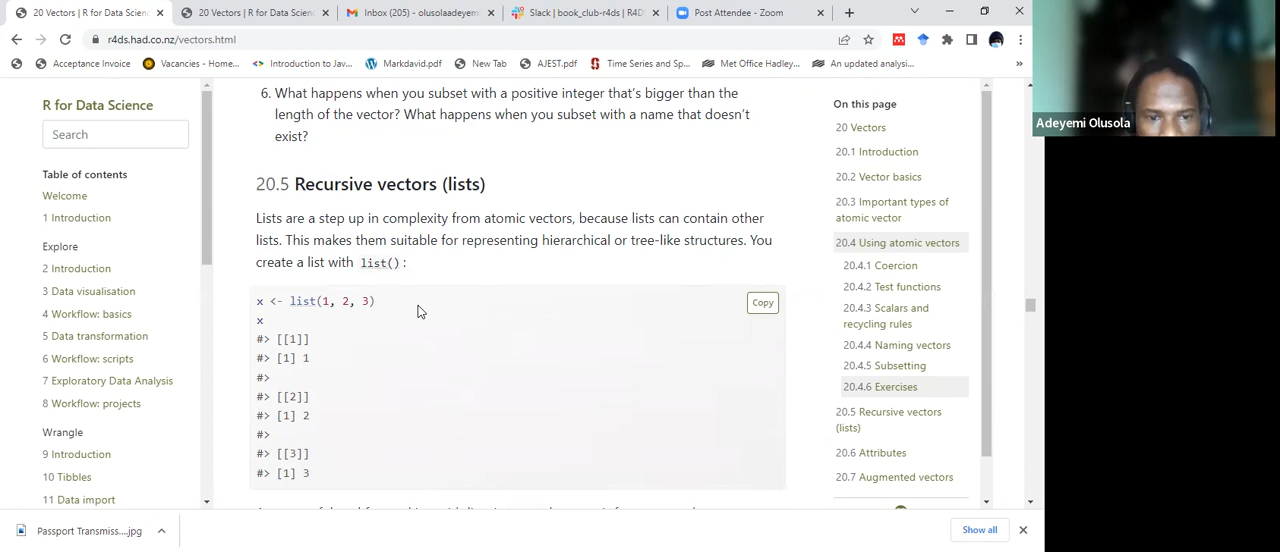 20 Vectors | R for Data Science
20 Vectors | R for Data Science
Inbox (205) - olusolaadeyem
Slack | book_club-r4ds | R4D
Post Attendee - Zoom
r4ds.had.co.nz/vectors.html
Acceptance Invoice
Vacancies - Home...
Introduction to Jav...
Markdavid.pdf
New Tab
AJEST.pdf
Time Series and Sp...
Met Office Hadley...
An updated analysi...
»
R for Data Science
Search
Table of contents
Welcome
1 Introduction
Explore
2 Introduction
3 Data visualisation
4 Workflow: basics
5 Data transformation
6 Workflow: scripts
7 Exploratory Data Analysis
8 Workflow: projects
Wrangle
9 Introduction
10 Tibbles
11 Data import
6. What happens when you subset with a positive integer that's bigger than the
length of the vector? What happens when you subset with a name that doesn't
exist?
20.5 Recursive vectors (lists)
Lists are a step up in complexity from atomic vectors, because lists can contain other
lists. This makes them suitable for representing hierarchical or tree-like structures. You
create a list with list():
x <- list(1, 2, 3)
Copy
x
#> [[1]]
#> [1] 1
#>
#> [[2]]
#> [1] 2
#>
#> [[3]]
#> [1] 3
On this page
20 Vectors
20.1 Introduction
20.2 Vector basics
20.3 Important types of
atomic vector
20.4 Using atomic vectors
20.4.1 Coercion
20.4.2 Test functions
20.4.3 Scalars and
recycling rules
20.4.4 Naming vectors
20.4.5 Subsetting
20.4.6 Exercises
20.5 Recursive vectors
(lists)
20.6 Attributes
20.7 Augmented vectors
Adeyemi Olusola
Passport Transmiss....jpg
Show all